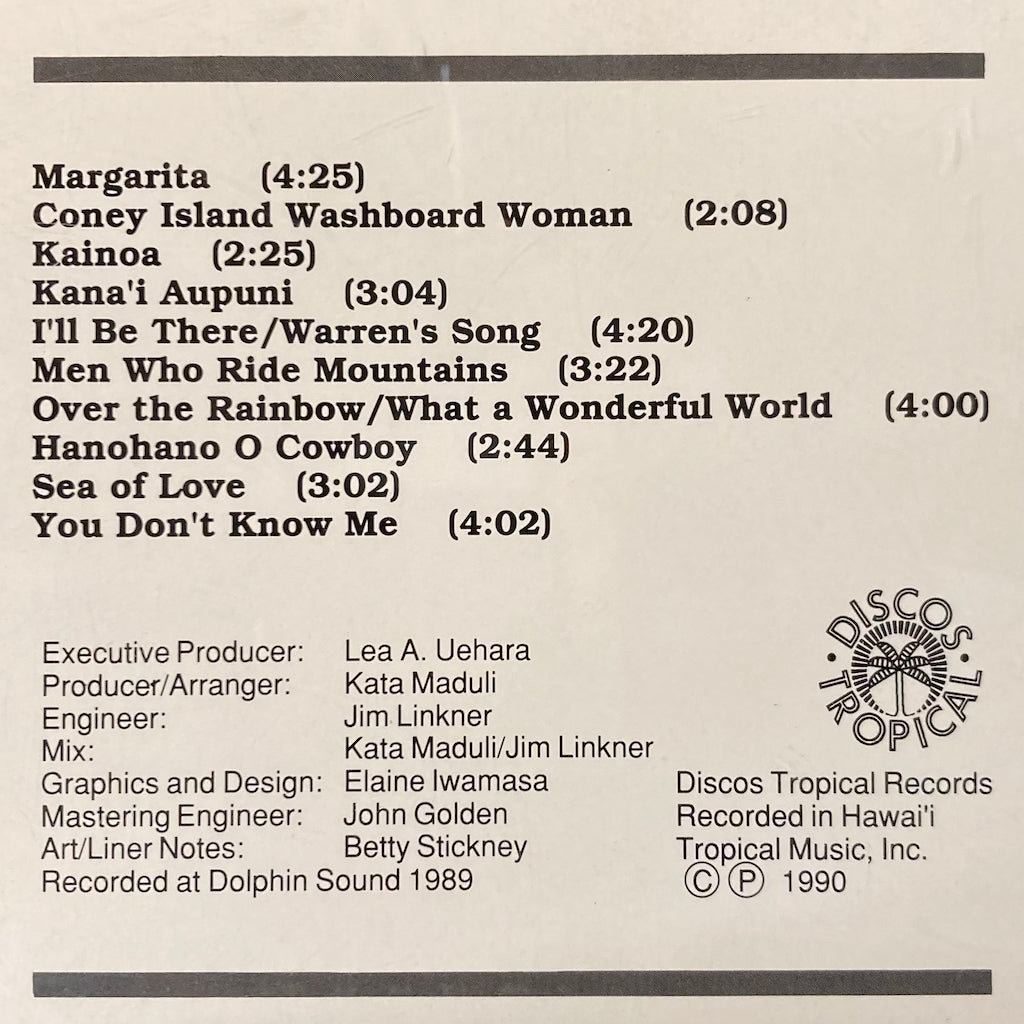 Margarita (4:25)
Coney Island Washboard Woman (2:08)
Kainoa (2:25)
Kana'i Aupuni (3:04)
I'll Be There/Warren's Song (4:20)
Men Who Ride Mountains (3:22)
Over the Rainbow/What a Wonderful World (4:00)
Hanohano O Cowboy (2:44)
Sea of Love (3:02)
You Don't Know Me (4:02)
Executive Producer: Lea A. Uehara
Producer/Arranger: Kata Maduli
Engineer: Jim Linkner
Mix: Kata Maduli/Jim Linkner
Graphics and Design: Elaine Iwamasa
Mastering Engineer: John Golden
Art/Liner Notes: Betty Stickney
Recorded at Dolphin Sound 1989
DISCOS
TROPICAL
Discos Tropical Records
Recorded in Hawai'i
Tropical Music, Inc.
Ⓒ Ⓟ 1990